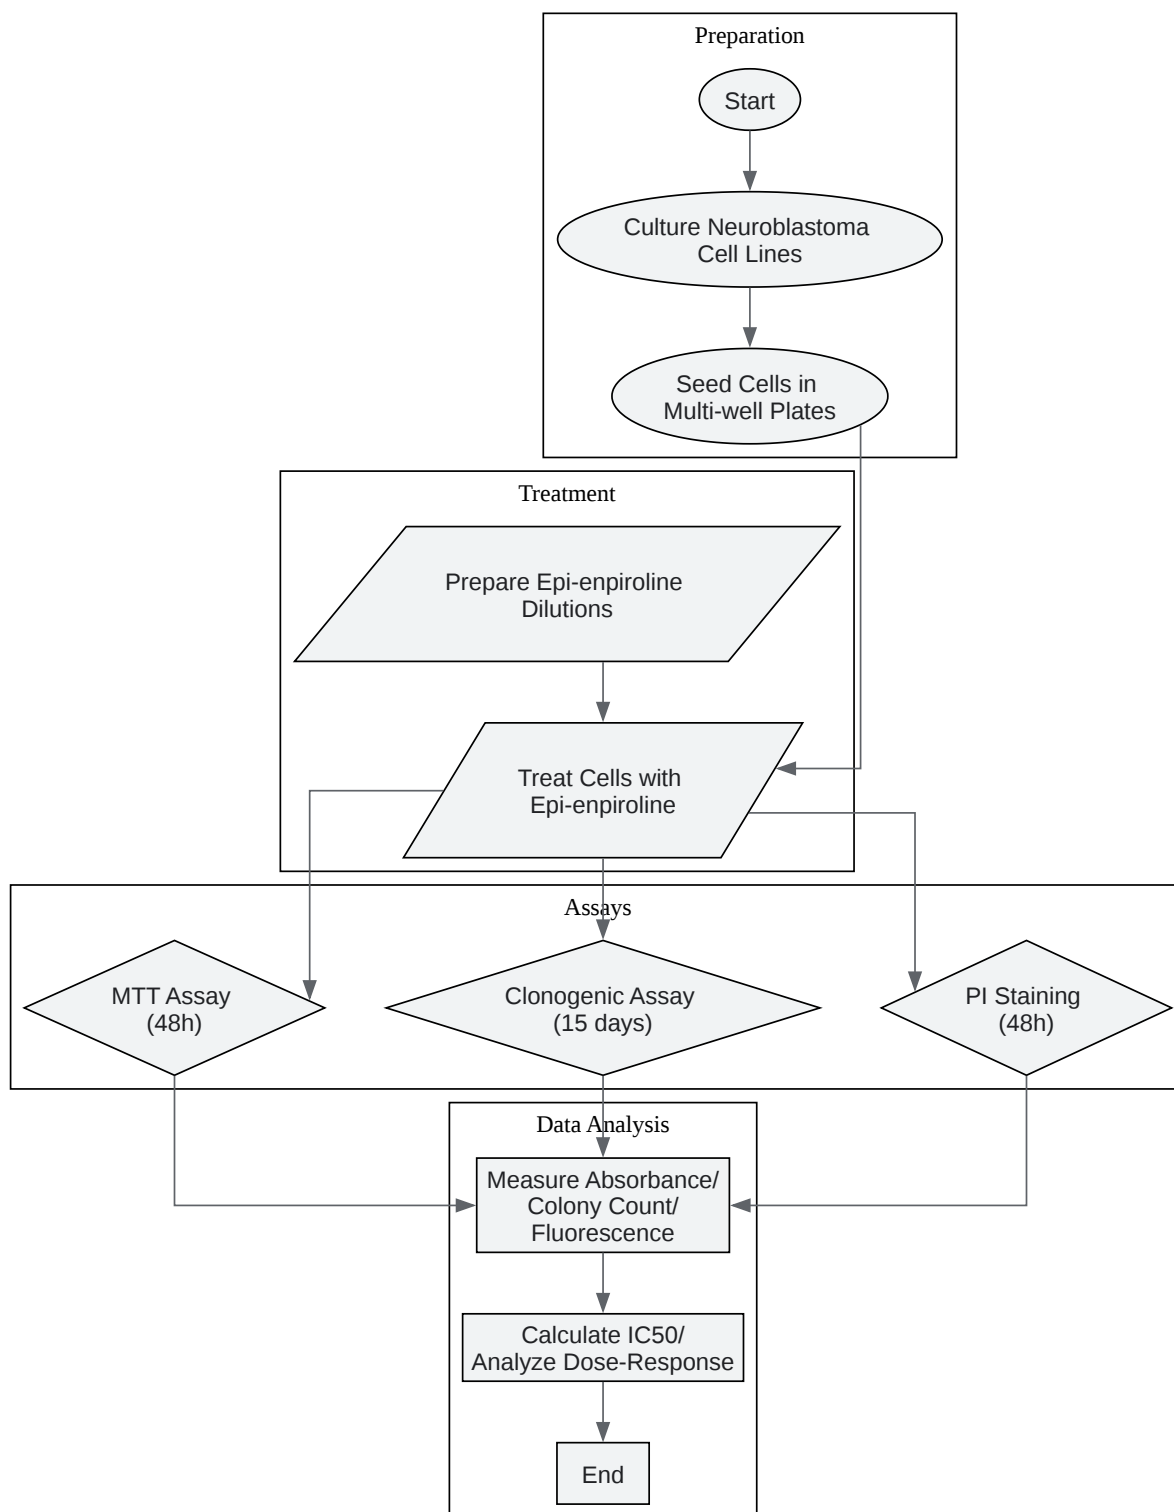 Preparation
Start
Culture Neuroblastoma
Cell Lines
Seed Cells in
Multi-well Plates
Treatment
Prepare Epi-enpiroline
Dilutions
Treat Cells with
Epi-enpiroline
Assays
MTT Assay
(48h)
Clonogenic Assay
(15 days)
PI Staining
(48h)
Data Analysis
Measure Absorbance/
Colony Count/
Fluorescence
Calculate IC50/
Analyze Dose-Response
End